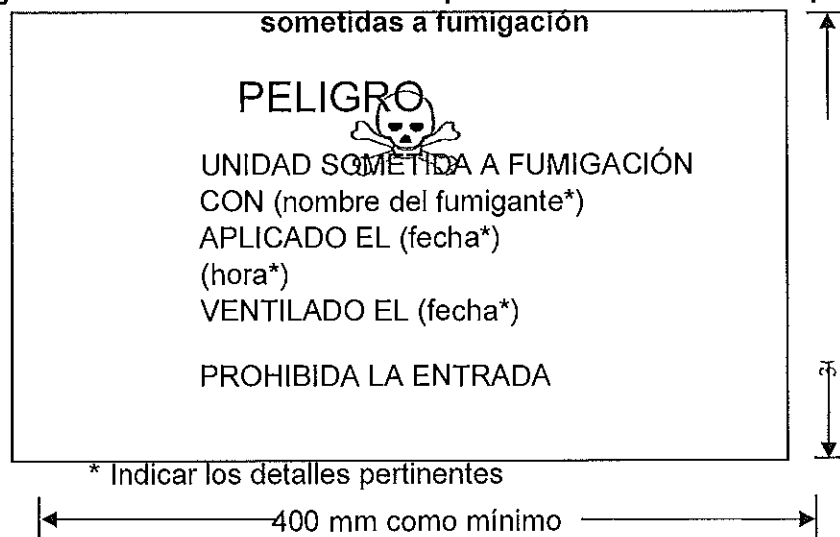 sometidas a fumigación
PELIGRO
UNIDAD SOMETIDA A FUMIGACIÓN
CON (nombre del fumigante*)
APLICADO EL (fecha*)
(hora*)
VENTILADO EL (fecha*)
PROHIBIDA LA ENTRADA
* Indicar los detalles pertinentes
400 mm como mínimo